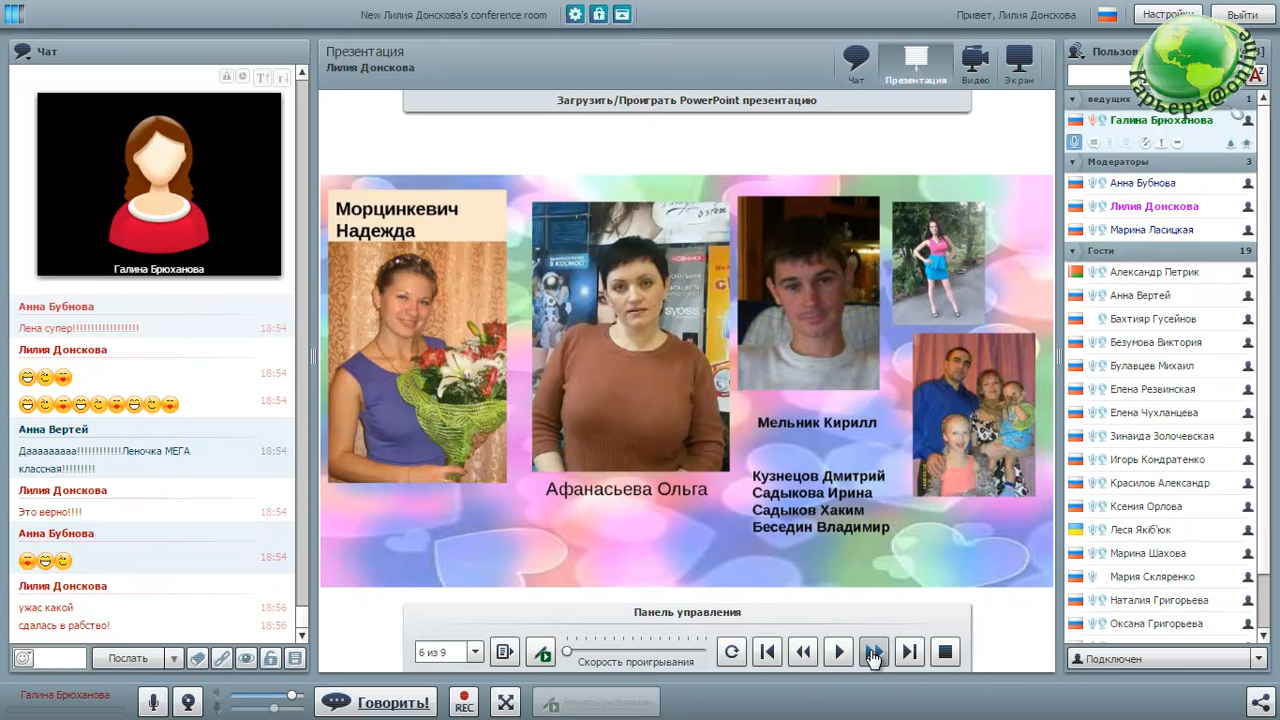 New Лилия Донскова's conference room
Привет, Лилия Донскова
Настройки
Выйти
Чат
Галина Брюханова
Анна Бубнова
Лена супер!!!!!!!!!!!!!!!!!!
18:54
Лилия Донскова
18:54
18:54
Анна Вертей
Даааааааа!!!!!!!!!!!!Леночка МЕГА
18:54
классная!!!!!!!!!
Лилия Донскова
Это верно!!!!
18:54
Анна Бубнова
18:54
Лилия Донскова
ужас какой
18:56
сдалась в рабство!
18:56
Послать
Презентация
Лилия Донскова
Чат
Презентация
Видео
Экран
Загрузить/Проиграть PowerPoint презентацию
Морцинкевич
Надежда
Афанасьева Ольга
Мельник Кирилл
Кузнецов Дмитрий
Садыкова Ирина
Садыков Хаким
Беседин Владимир
syoss
НОВИНКА
Панель управления
6 из 9
Скорость проигрывания
Карьера@online
ведущих
1
Галина Брюханова
Модераторы
3
Анна Бубнова
Лилия Донскова
Марина Ласицкая
Гости
19
Александр Петрик
Анна Вертей
Бахтияр Гусейнов
Безумова Виктория
Булавцев Михаил
Елена Резвинская
Елена Чухланцева
Зинаида Золочевская
Игорь Кондратенко
Красилов Александр
Ксения Орлова
Леся Якіб'юк
Марина Шахова
Мария Скляренко
Наталия Григорьева
Оксана Григорьева
Подключен
Галина Брюханова
Говорить!
REC